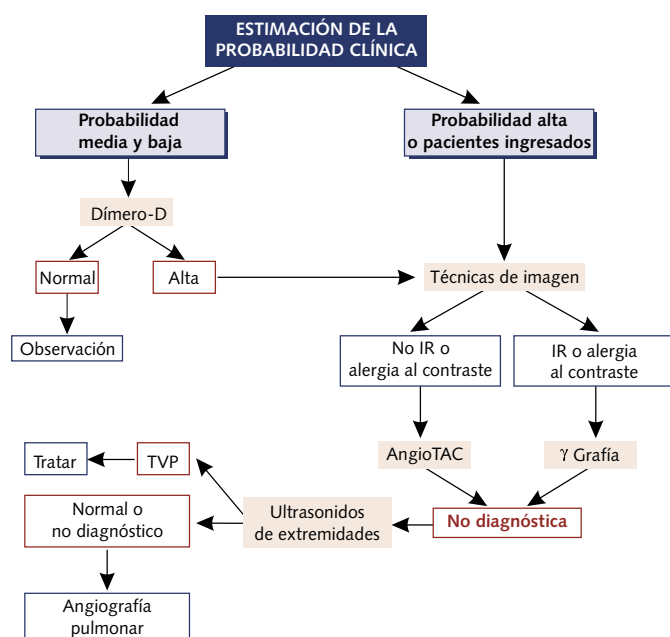 ESTIMACIÓN DE LA
PROBABILIDAD CLÍNICA
Probabilidad
media y baja
Probabilidad alta
o pacientes ingresados
Dímero-D
Normal
Alta
Técnicas de imagen
Observación
No IR o
alergia al contraste
IR o alergia
al contraste
AngioTAC
γ Grafía
Tratar
TVP
Normal o
no diagnóstico
Ultrasonidos
de extremidades
No diagnóstica
Angiografía
pulmonar